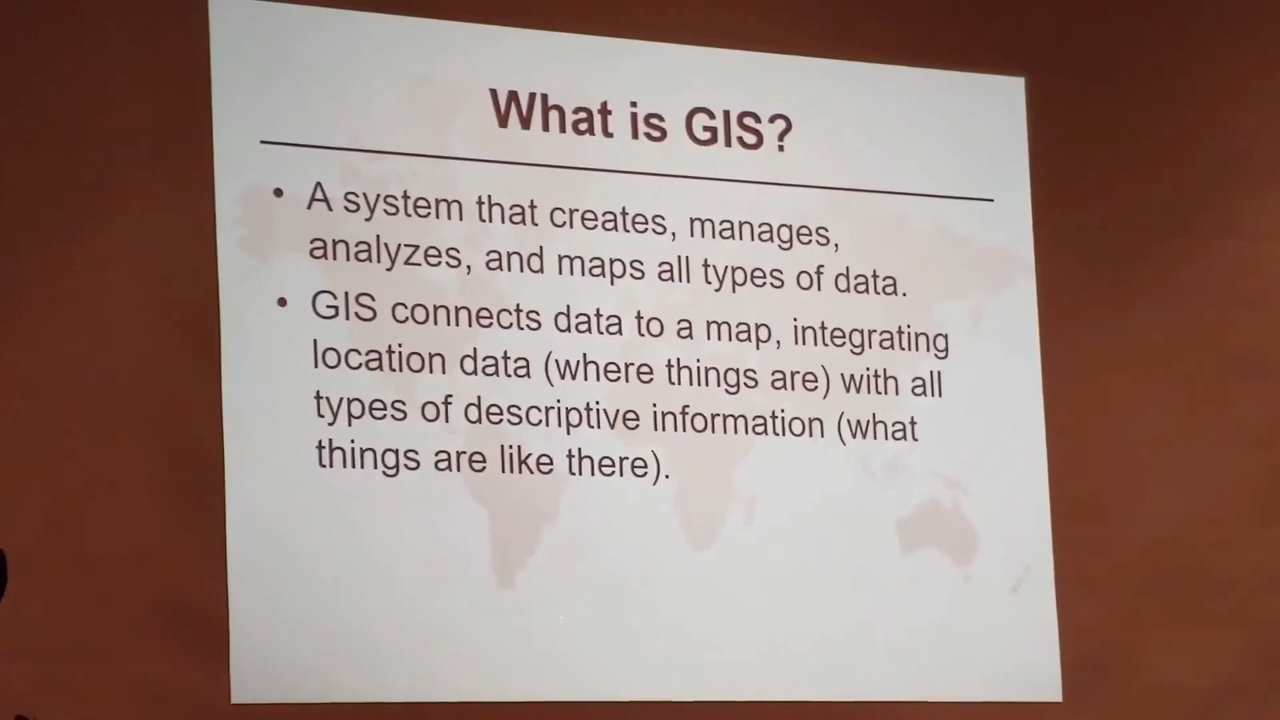 What is GIS?
• A system that creates, manages,
analyzes, and maps all types of data.
• GIS connects data to a map, integrating
location data (where things are) with all
types of descriptive information (what
things are like there).